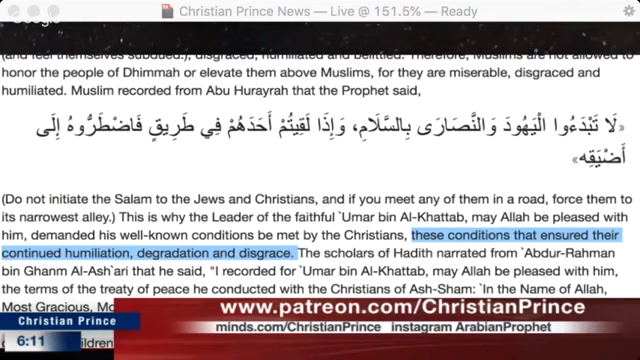 Christian Prince News — Live @ 151.5% — Ready
(and feel themselves subdued.), disgraced, humiliated and belittled. Therefore, Muslims are not allowed to
honor the people of Dhimmah or elevate them above Muslims, for they are miserable, disgraced and
humiliated. Muslim recorded from Abu Hurayrah that the Prophet said,
«لَا تَبْدَءُوا الْيَهُودَ وَالنَّصَارَى بِالسَّلَامِ، وَإِذَا لَقِيتُمْ أَحَدَهُمْ فِي طَرِيقٍ فَاضْطَرُّوهُ إِلَى
أَضْيَقِه»
(Do not initiate the Salam to the Jews and Christians, and if you meet any of them in a road, force them to
its narrowest alley.) This is why the Leader of the faithful `Umar bin Al-Khattab, may Allah be pleased with
him, demanded his well-known conditions be met by the Christians, these conditions that ensured their
continued humiliation, degradation and disgrace. The scholars of Hadith narrated from `Abdur-Rahman
bin Ghanm Al-Ash`ari that he said, "I recorded for `Umar bin Al-Khattab, may Allah be pleased with him,
the terms of the treaty of peace he conducted with the Christians of Ash-Sham: `In the Name of Allah,
Most Gracious, Mo
www.patreon.com/ChristianPrince
Christian Prince
minds.com/ChristianPrince instagram ArabianProphet
6:11